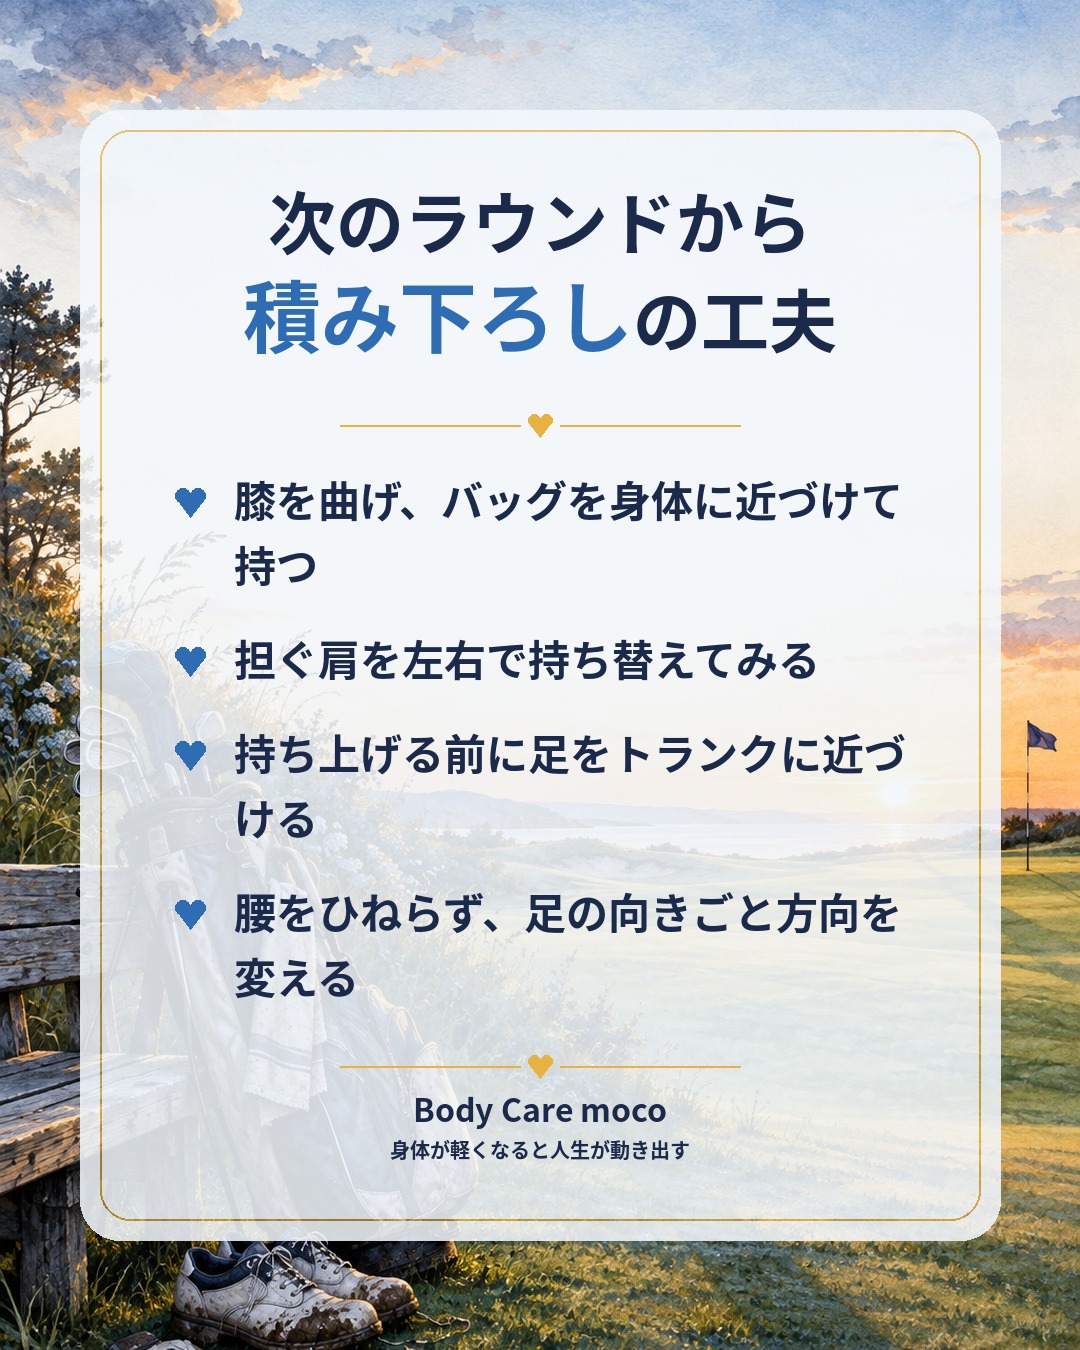 次のラウンドから
積み下ろしの工夫
膝を曲げ、バッグを身体に近づけて
持つ
担ぐ肩を左右で持ち替えてみる
持ち上げる前に足をトランクに近づ
ける
腰をひねらず、足の向きごと方向を
変える
Body Care moco
身体が軽くなると人生が動き出す